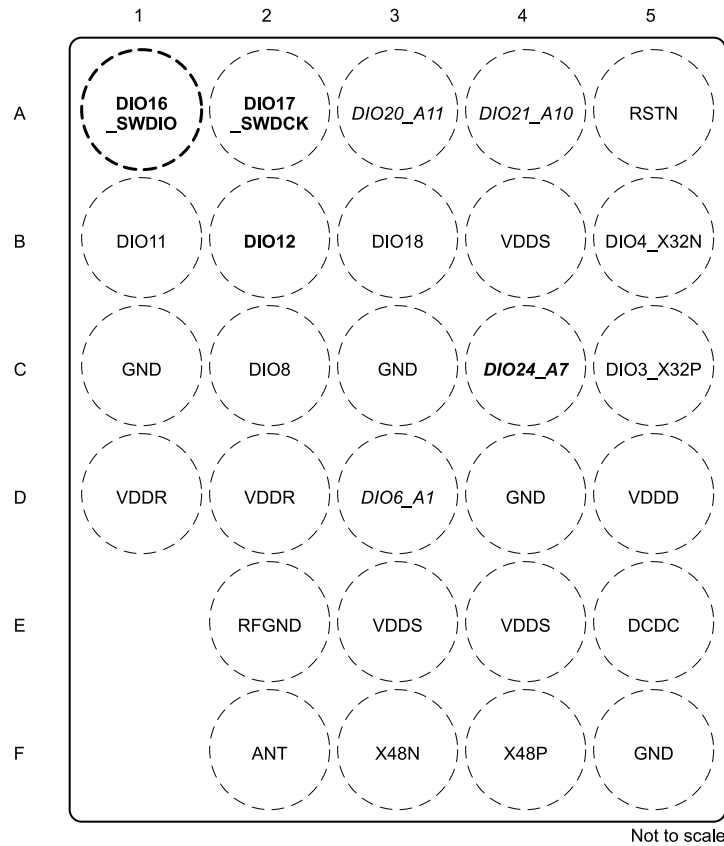 1 2 3 4 5
A
DIO16
_SWDIO
DIO17
_SWDCK
DIO20_A11
DIO21_A10
RSTN
B
DIO11
DIO12
DIO18
VDDS
DIO4_X32N
C
GND
DIO8
GND
DIO24_A7
DIO3_X32P
D
VDDR
VDDR
DIO6_A1
GND
VDDD
E
RFGND
VDDS
VDDS
DCDC
F
ANT
X48N
X48P
GND
Not to scale